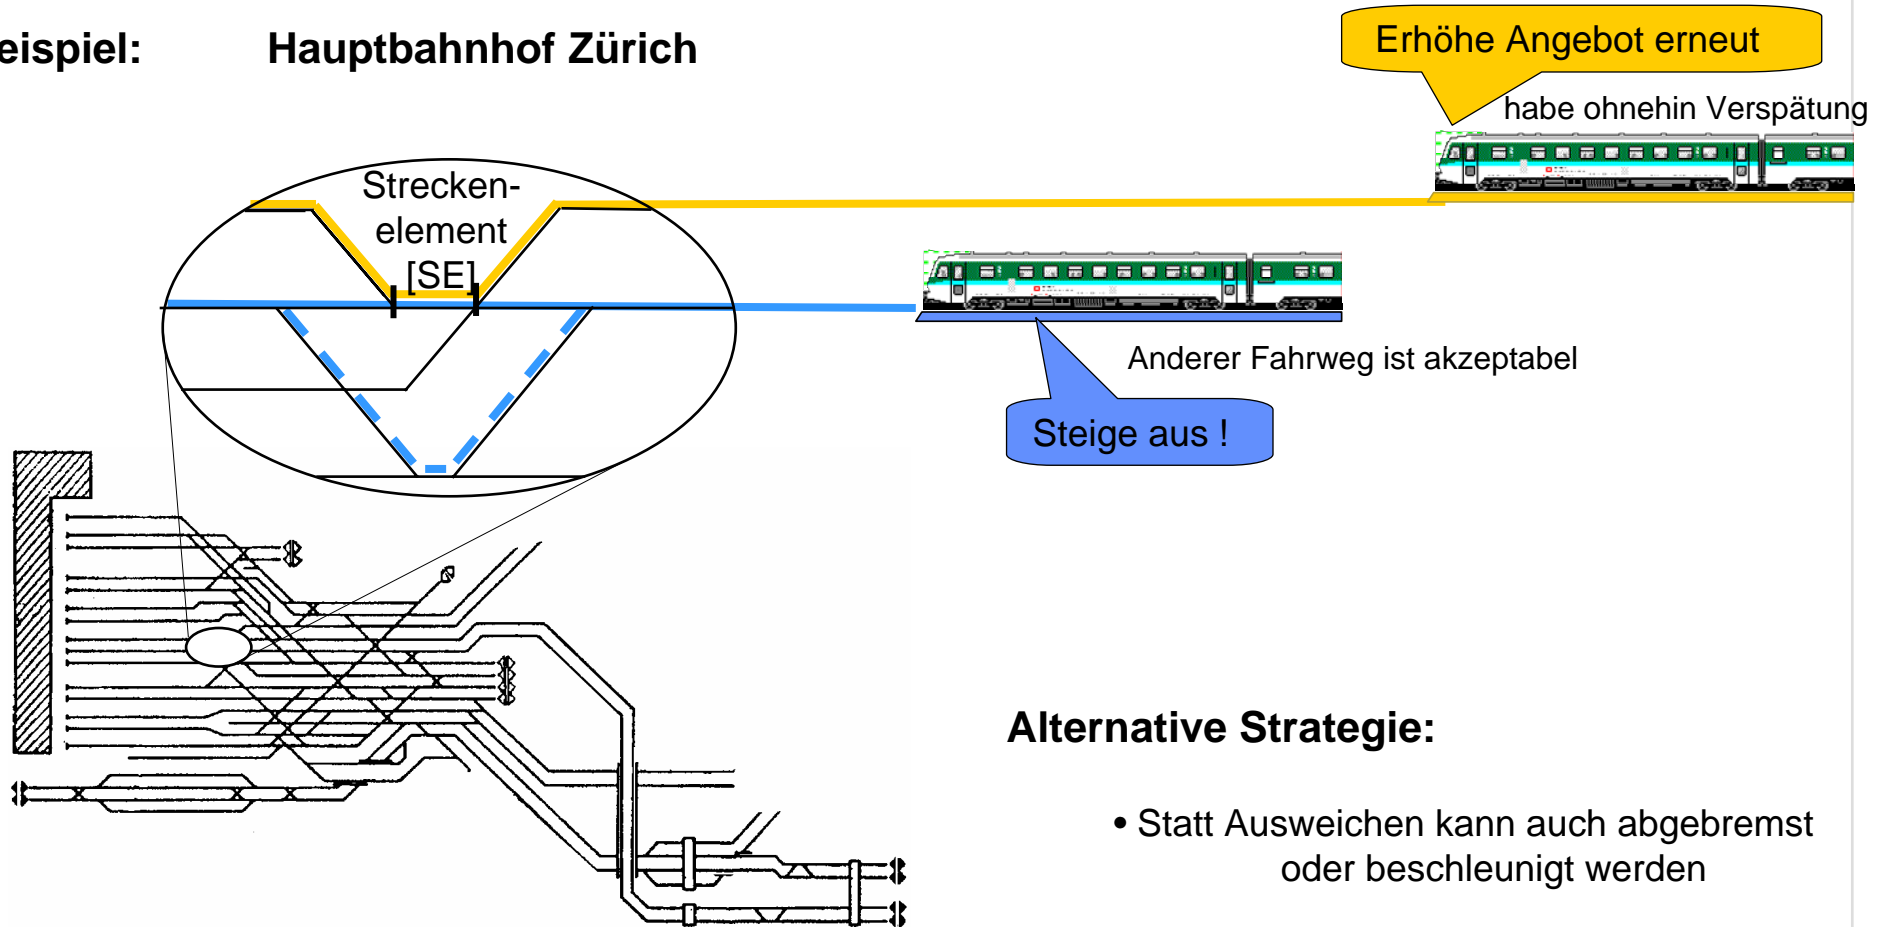 eispiel: Hauptbahnhof Zürich
Erhöhe Angebot erneut
habe ohnehin Verspätung
Strecken-
element
[SE]
Anderer Fahrweg ist akzeptabel
Steige aus !
Alternative Strategie:
• Statt Ausweichen kann auch abgebremst
oder beschleunigt werden